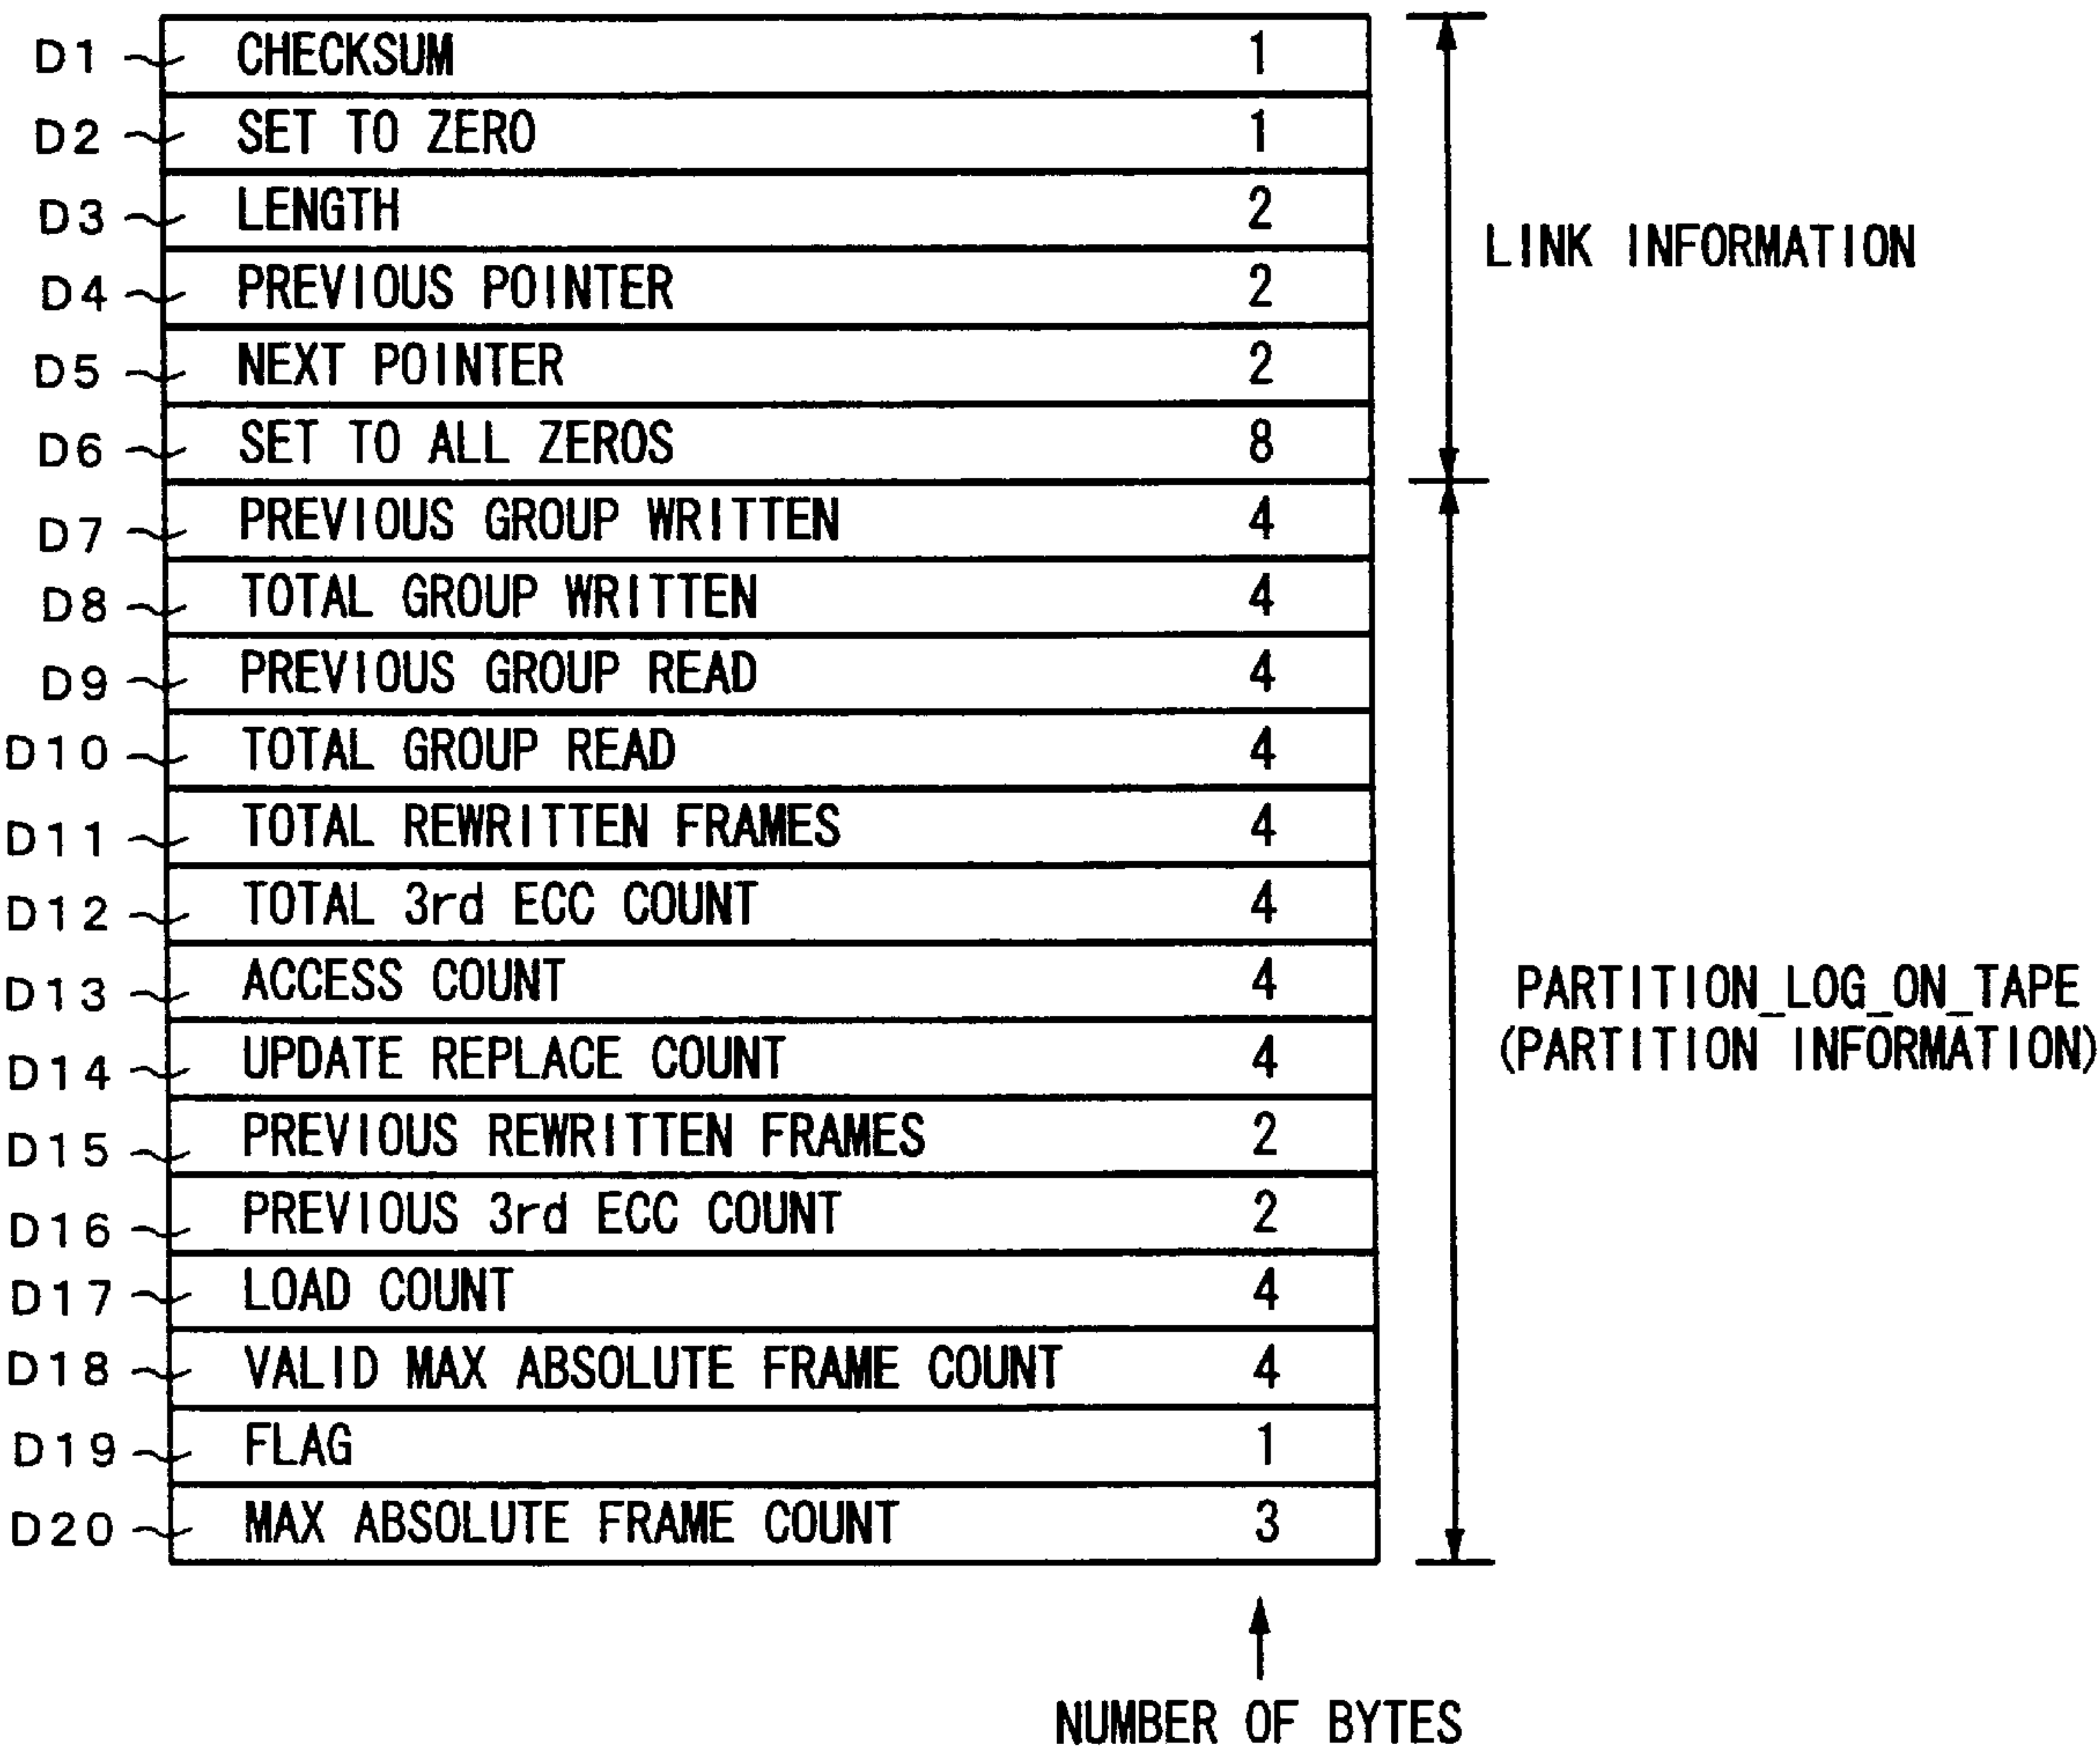 D1 CHECKSUM 1
D2 SET TO ZERO 1
D3 LENGTH 2
D4 PREVIOUS POINTER 2
D5 NEXT POINTER 2
D6 SET TO ALL ZEROS 8
LINK INFORMATION
D7 PREVIOUS GROUP WRITTEN 4
D8 TOTAL GROUP WRITTEN 4
D9 PREVIOUS GROUP READ 4
D10 TOTAL GROUP READ 4
D11 TOTAL REWRITTEN FRAMES 4
D12 TOTAL 3rd ECC COUNT 4
D13 ACCESS COUNT 4
D14 UPDATE REPLACE COUNT 4
D15 PREVIOUS REWRITTEN FRAMES 2
D16 PREVIOUS 3rd ECC COUNT 2
D17 LOAD COUNT 4
D18 VALID MAX ABSOLUTE FRAME COUNT 4
D19 FLAG 1
D20 MAX ABSOLUTE FRAME COUNT 3
PARTITION_LOG_ON_TAPE
(PARTITION INFORMATION)
NUMBER OF BYTES